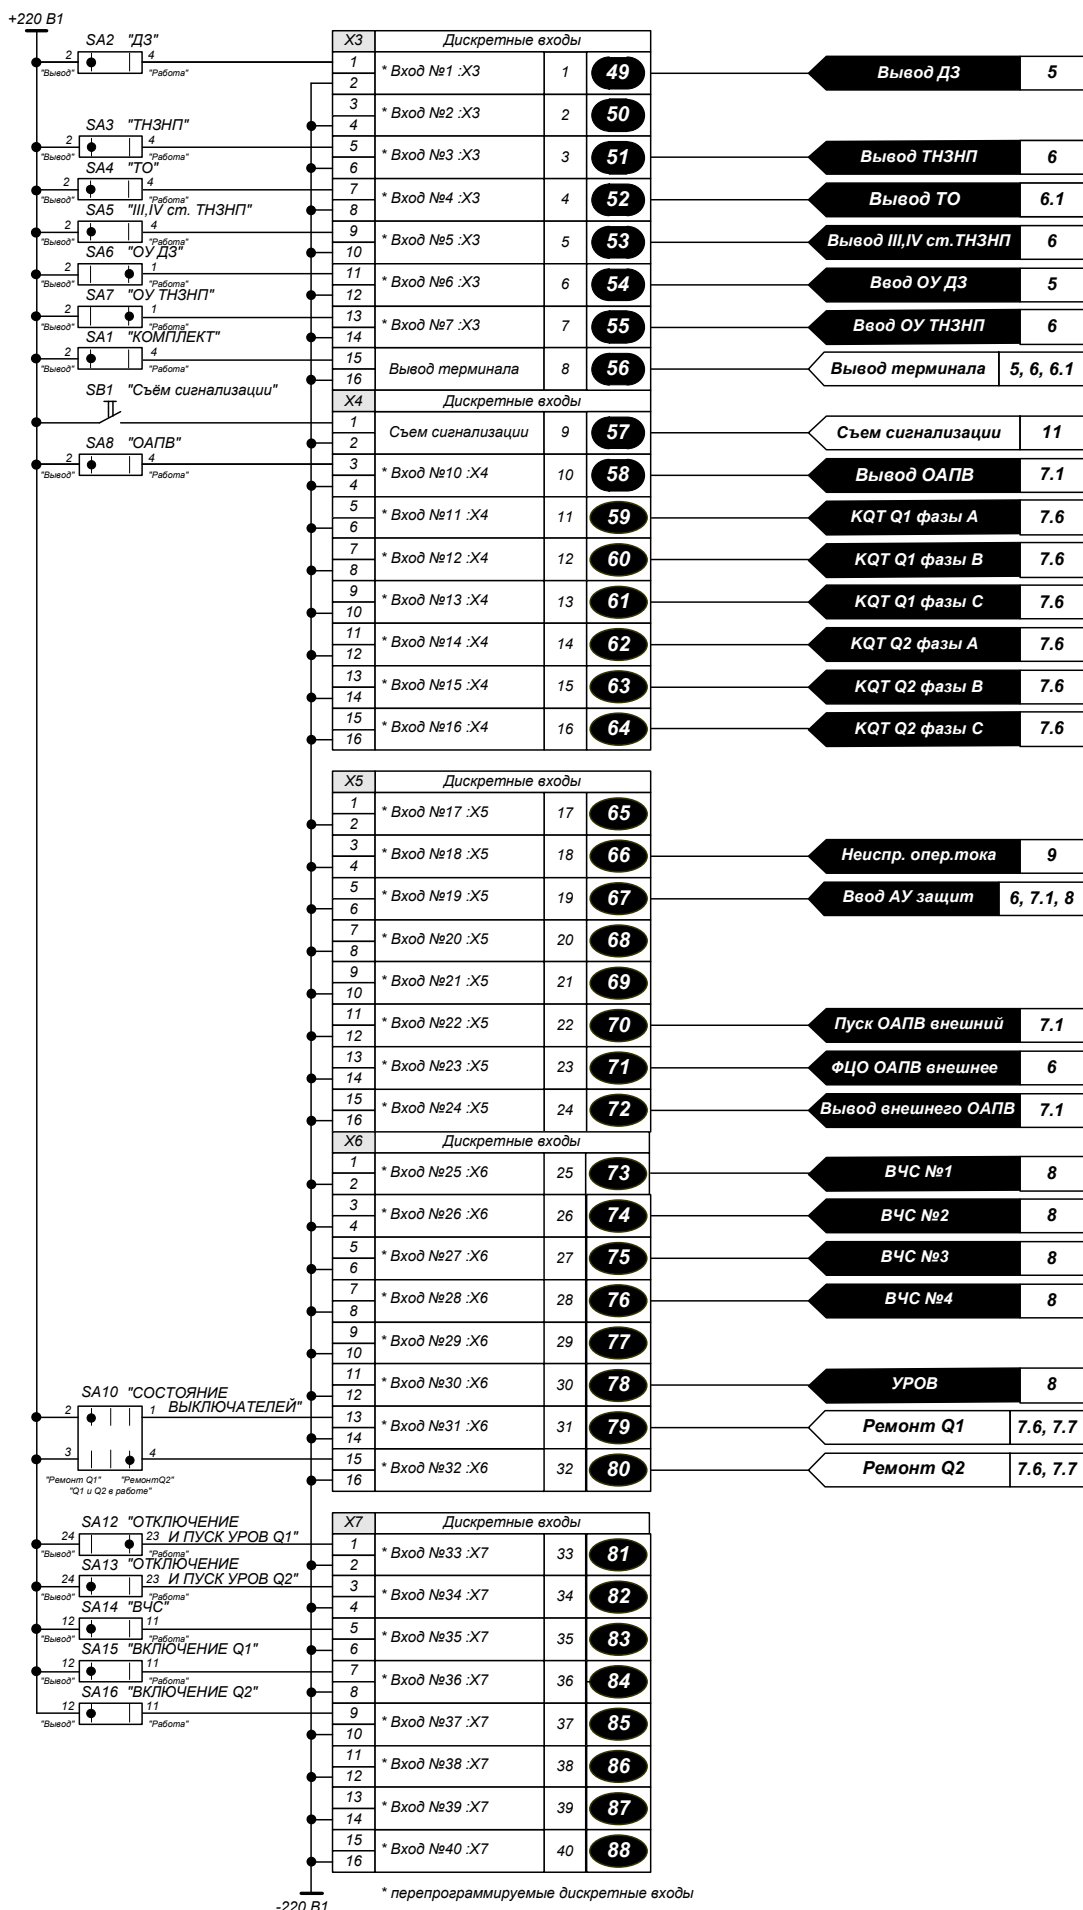 +220 В1
SA2 "ДЗ"
2 4
"Вывод" "Работа"
X3 Дискретные входы
1 * Вход №1 :X3 1 49 Вывод ДЗ 5
2
3 * Вход №2 :X3 2 50
4
SA3 "ТНЗНП"
2 4
"Вывод" "Работа"
5 * Вход №3 :X3 3 51 Вывод ТНЗНП 6
6
SA4 "ТО"
2 4
"Вывод" "Работа"
7 * Вход №4 :X3 4 52 Вывод ТО 6.1
8
SA5 "III,IV ст. ТНЗНП"
2 4
"Вывод" "Работа"
9 * Вход №5 :X3 5 53 Вывод III,IV ст.ТНЗНП 6
10
SA6 "ОУ ДЗ"
2 1
"Вывод" "Работа"
11 * Вход №6 :X3 6 54 Ввод ОУ ДЗ 5
12
SA7 "ОУ ТНЗНП"
2 1
"Вывод" "Работа"
13 * Вход №7 :X3 7 55 Ввод ОУ ТНЗНП 6
14
SA1 "КОМПЛЕКТ"
2 4
"Вывод" "Работа"
15 Вывод терминала 8 56 Вывод терминала 5, 6, 6.1
16
SB1 "Съём сигнализации"
X4 Дискретные входы
1 Съем сигнализации 9 57 Съем сигнализации 11
2
SA8 "ОАПВ"
2 4
"Вывод" "Работа"
3 * Вход №10 :X4 10 58 Вывод ОАПВ 7.1
4
5 * Вход №11 :X4 11 59 KQT Q1 фазы А 7.6
6
7 * Вход №12 :X4 12 60 KQT Q1 фазы В 7.6
8
9 * Вход №13 :X4 13 61 KQT Q1 фазы С 7.6
10
11 * Вход №14 :X4 14 62 KQT Q2 фазы А 7.6
12
13 * Вход №15 :X4 15 63 KQT Q2 фазы В 7.6
14
15 * Вход №16 :X4 16 64 KQT Q2 фазы С 7.6
16
X5 Дискретные входы
1 * Вход №17 :X5 17 65
2
3 * Вход №18 :X5 18 66 Неиспр. опер.тока 9
4
5 * Вход №19 :X5 19 67 Ввод АУ защит 6, 7.1, 8
6
7 * Вход №20 :X5 20 68
8
9 * Вход №21 :X5 21 69
10
11 * Вход №22 :X5 22 70 Пуск ОАПВ внешний 7.1
12
13 * Вход №23 :X5 23 71 ФЦО ОАПВ внешнее 6
14
15 * Вход №24 :X5 24 72 Вывод внешнего ОАПВ 7.1
16
X6 Дискретные входы
1 * Вход №25 :X6 25 73 ВЧС №1 8
2
3 * Вход №26 :X6 26 74 ВЧС №2 8
4
5 * Вход №27 :X6 27 75 ВЧС №3 8
6
7 * Вход №28 :X6 28 76 ВЧС №4 8
8
9 * Вход №29 :X6 29 77
10
11 * Вход №30 :X6 30 78 УРОВ 8
12
SA10 "СОСТОЯНИЕ
ВЫКЛЮЧАТЕЛЕЙ"
2 1
13 * Вход №31 :X6 31 79 Ремонт Q1 7.6, 7.7
14
3 4
15 * Вход №32 :X6 32 80 Ремонт Q2 7.6, 7.7
16
"Ремонт Q1" "РемонтQ2"
"Q1 и Q2 в работе"
X7 Дискретные входы
SA12 "ОТКЛЮЧЕНИЕ
24 23 И ПУСК УРОВ Q1"
"Вывод" "Работа"
1 * Вход №33 :X7 33 81
2
SA13 "ОТКЛЮЧЕНИЕ
24 23 И ПУСК УРОВ Q2"
"Вывод" "Работа"
3 * Вход №34 :X7 34 82
4
SA14 "ВЧС"
12 11
"Вывод" "Работа"
5 * Вход №35 :X7 35 83
6
SA15 "ВКЛЮЧЕНИЕ Q1"
12 11
"Вывод" "Работа"
7 * Вход №36 :X7 36 84
8
SA16 "ВКЛЮЧЕНИЕ Q2"
12 11
"Вывод" "Работа"
9 * Вход №37 :X7 37 85
10
11 * Вход №38 :X7 38 86
12
13 * Вход №39 :X7 39 87
14
15 * Вход №40 :X7 40 88
16
* перепрограммируемые дискретные входы
-220 В1